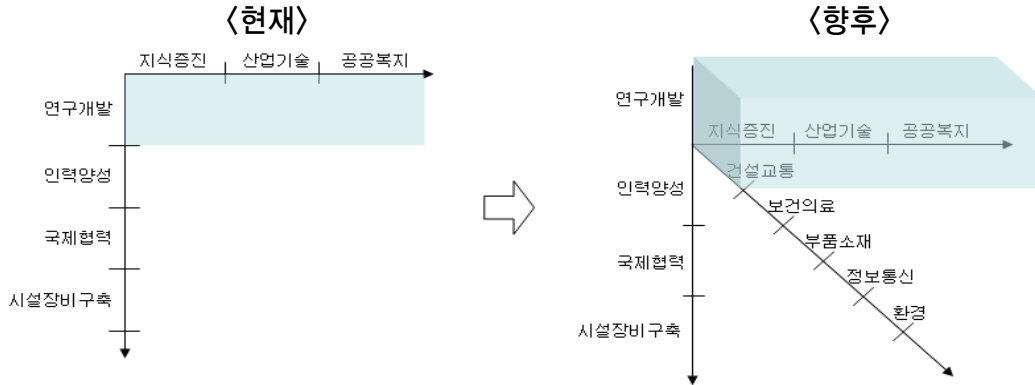 〈현재〉
지식증진 산업기술 공공복지
연구개발
인력양성
국제협력
시설장비구축
〈향후〉
연구개발
지식증진 산업기술 공공복지
건설교통
인력양성
보건의료
부품소재
국제협력
정보통신
환경
시설장비구축